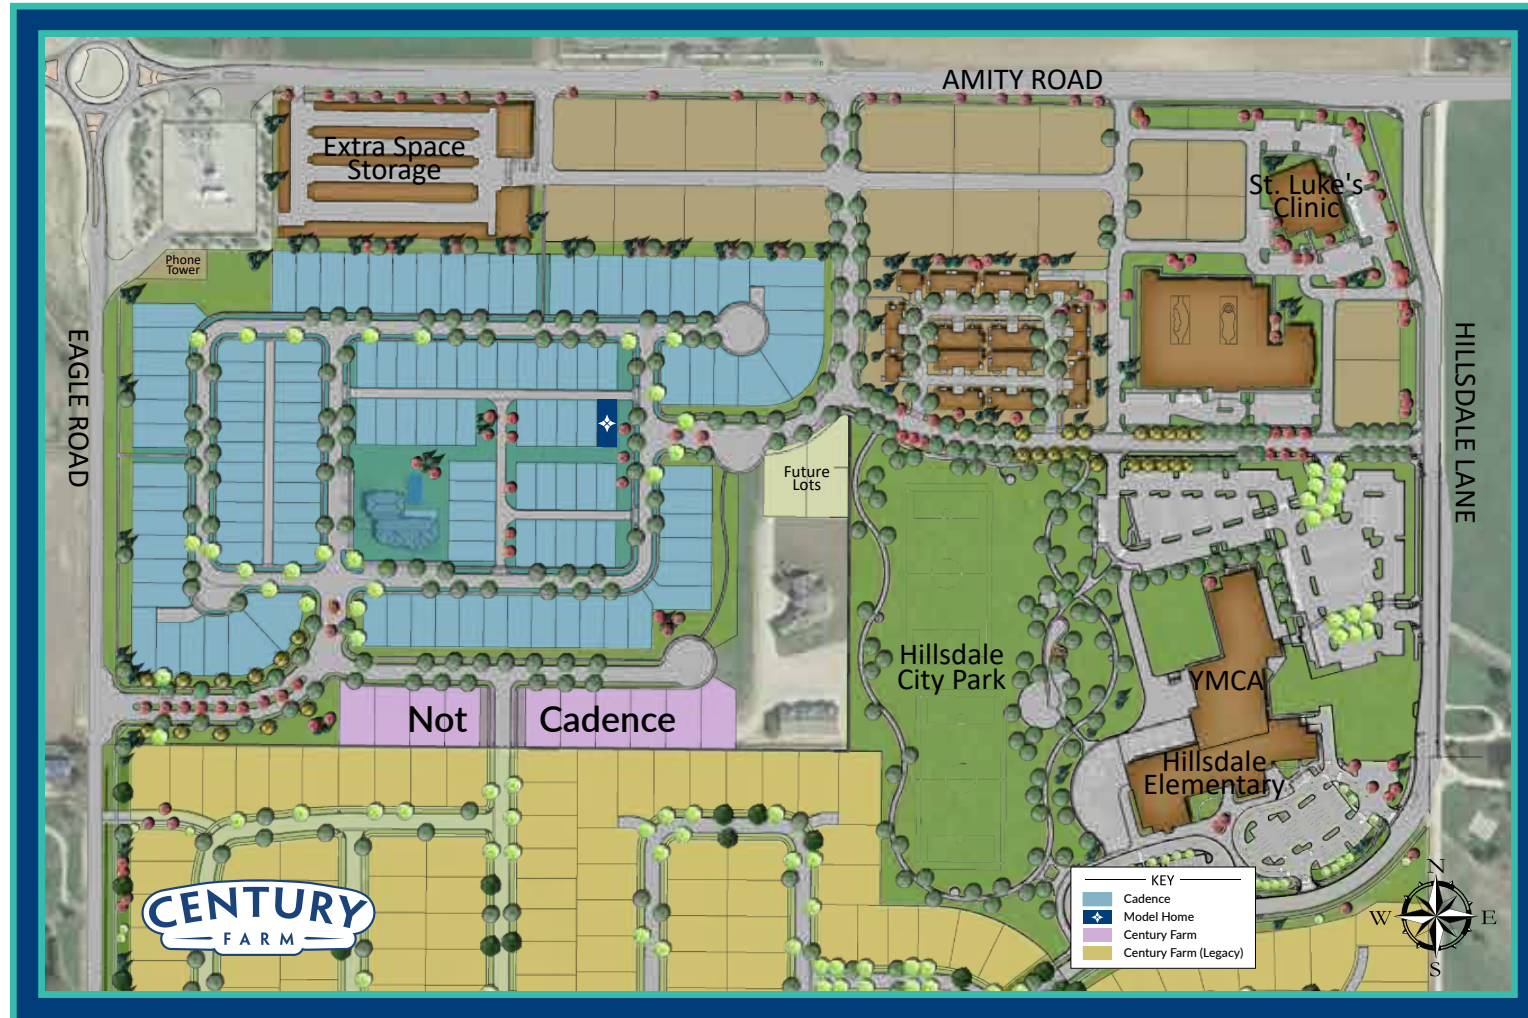 AMITY ROAD
Extra Space
Storage
St. Luke's
Clinic
Phone
Tower
EAGLE ROAD
HILLSDALE LANE
Future
Lots
Hillsdale
City Park
YMCA
Not Cadence
Hillsdale
Elementary
CENTURY
FARM
KEY
Cadence
Model Home
Century Farm
Century Farm (Legacy)
N
W E
S